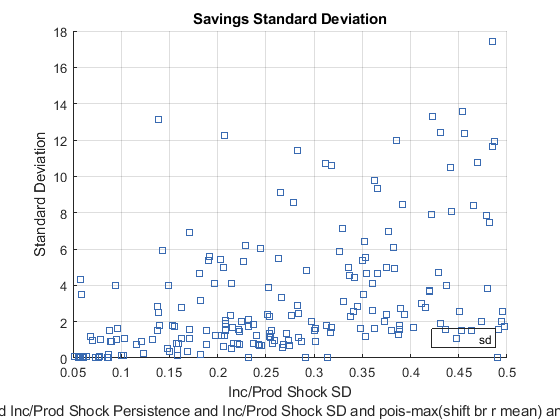 Savings Standard Deviation
18
16
14
12
10
8
6
4
2
0
Standard Deviation
sd
0.05 0.1 0.15 0.2 0.25 0.3 0.35 0.4 0.45 0.5
Inc/Prod Shock SD
d Inc/Prod Shock Persistence and Inc/Prod Shock SD and pois-max(shift br r mean) an